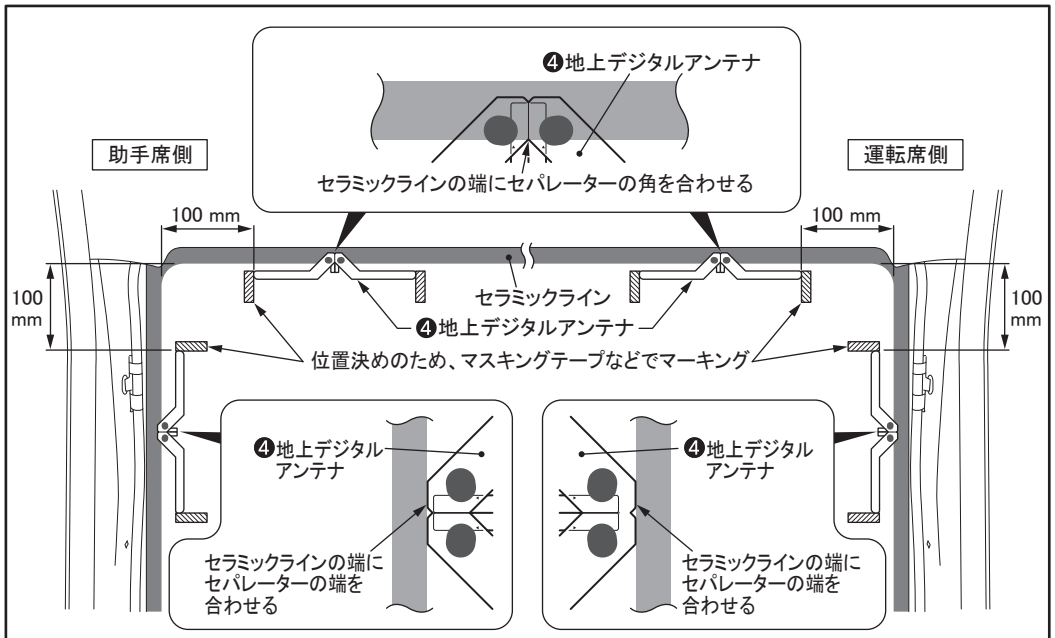 ❹地上デジタルアンテナ
セラミックラインの端にセパレーターの角を合わせる
助手席側
運転席側
100 mm
100 mm
100
mm
100
mm
セラミックライン
❹地上デジタルアンテナ
位置決めのため、マスキングテープなどでマーキング
❹地上デジタル
アンテナ
セラミックラインの端に
セパレーターの端を
合わせる
❹地上デジタル
アンテナ
セラミックラインの端に
セパレーターの端を
合わせる